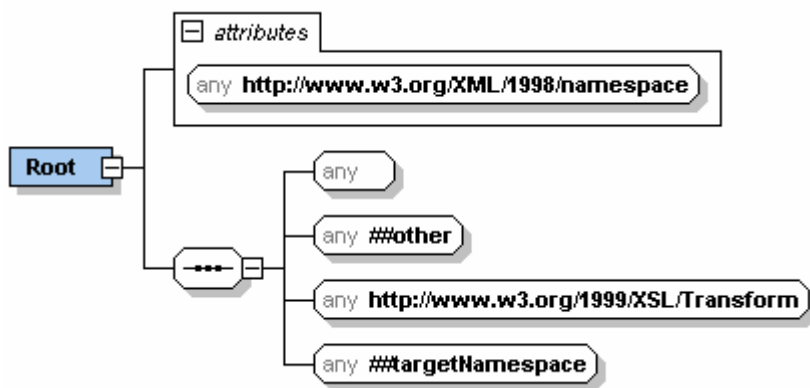 attributes
any http://www.w3.org/XML/1998/namespace
Root
any
any ##other
any http://www.w3.org/1999/XSL/Transform
any ##targetNamespace